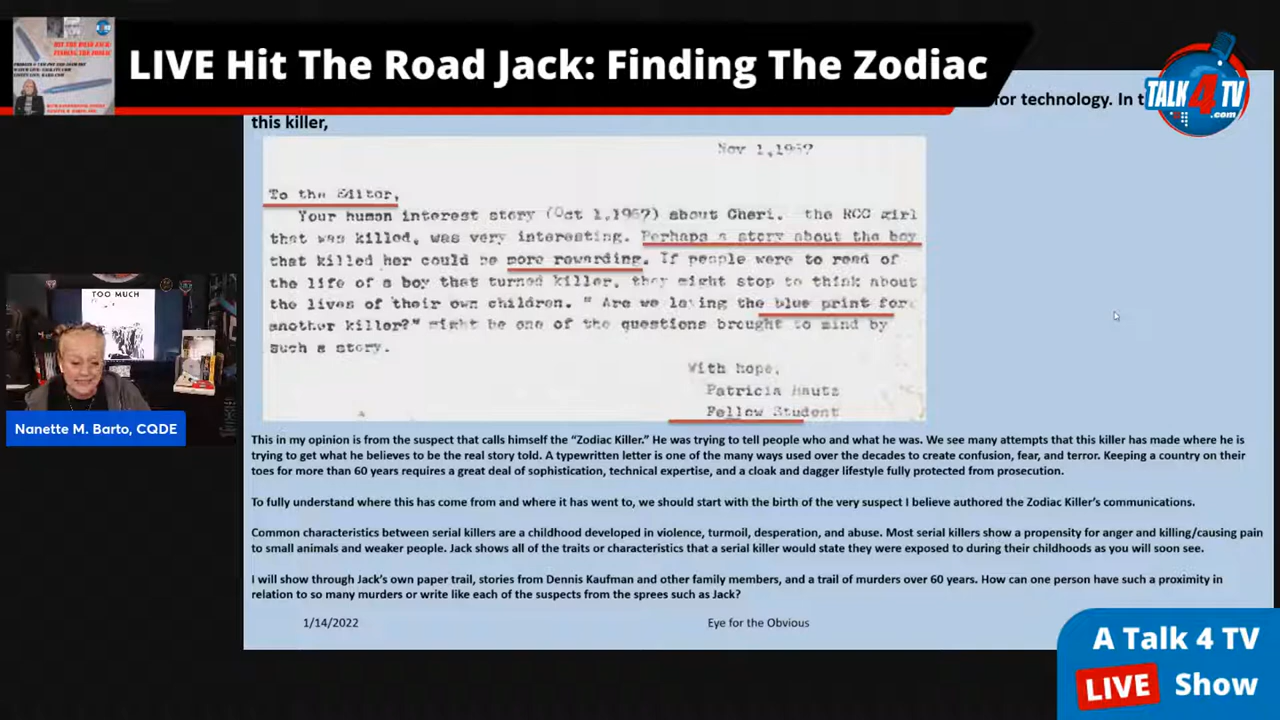 LIVE Hit The Road Jack: Finding The Zodiac
TALK 4 TV
.com
for technology. In t
this killer,
Nov 1,1967
To the Editor,
Your human interest story (Oct 1,1967) about Cheri, the RCC girl
that was killed, was very interesting. Perhaps a story about the boy
that killed her could be more rewarding. If people were to read of
the life of a boy that turned killer, they might stop to think about
the lives of their own children. " Are we laying the blue print for
another killer?" might be one of the questions brought to mind by
such a story.
With hope,
Patricia Hautz
Fellow Student
TOO MUCH
Nanette M. Barto, CQDE
This in my opinion is from the suspect that calls himself the “Zodiac Killer.” He was trying to tell people who and what he was. We see many attempts that this killer has made where he is
trying to get what he believes to be the real story told. A typewritten letter is one of the many ways used over the decades to create confusion, fear, and terror. Keeping a country on their
toes for more than 60 years requires a great deal of sophistication, technical expertise, and a cloak and dagger lifestyle fully protected from prosecution.
To fully understand where this has come from and where it has went to, we should start with the birth of the very suspect I believe authored the Zodiac Killer’s communications.
Common characteristics between serial killers are a childhood developed in violence, turmoil, desperation, and abuse. Most serial killers show a propensity for anger and killing/causing pain
to small animals and weaker people. Jack shows all of the traits or characteristics that a serial killer would state they were exposed to during their childhoods as you will soon see.
I will show through Jack’s own paper trail, stories from Dennis Kaufman and other family members, and a trail of murders over 60 years. How can one person have such a proximity in
relation to so many murders or write like each of the suspects from the sprees such as Jack?
1/14/2022
Eye for the Obvious
A Talk 4 TV
LIVE Show